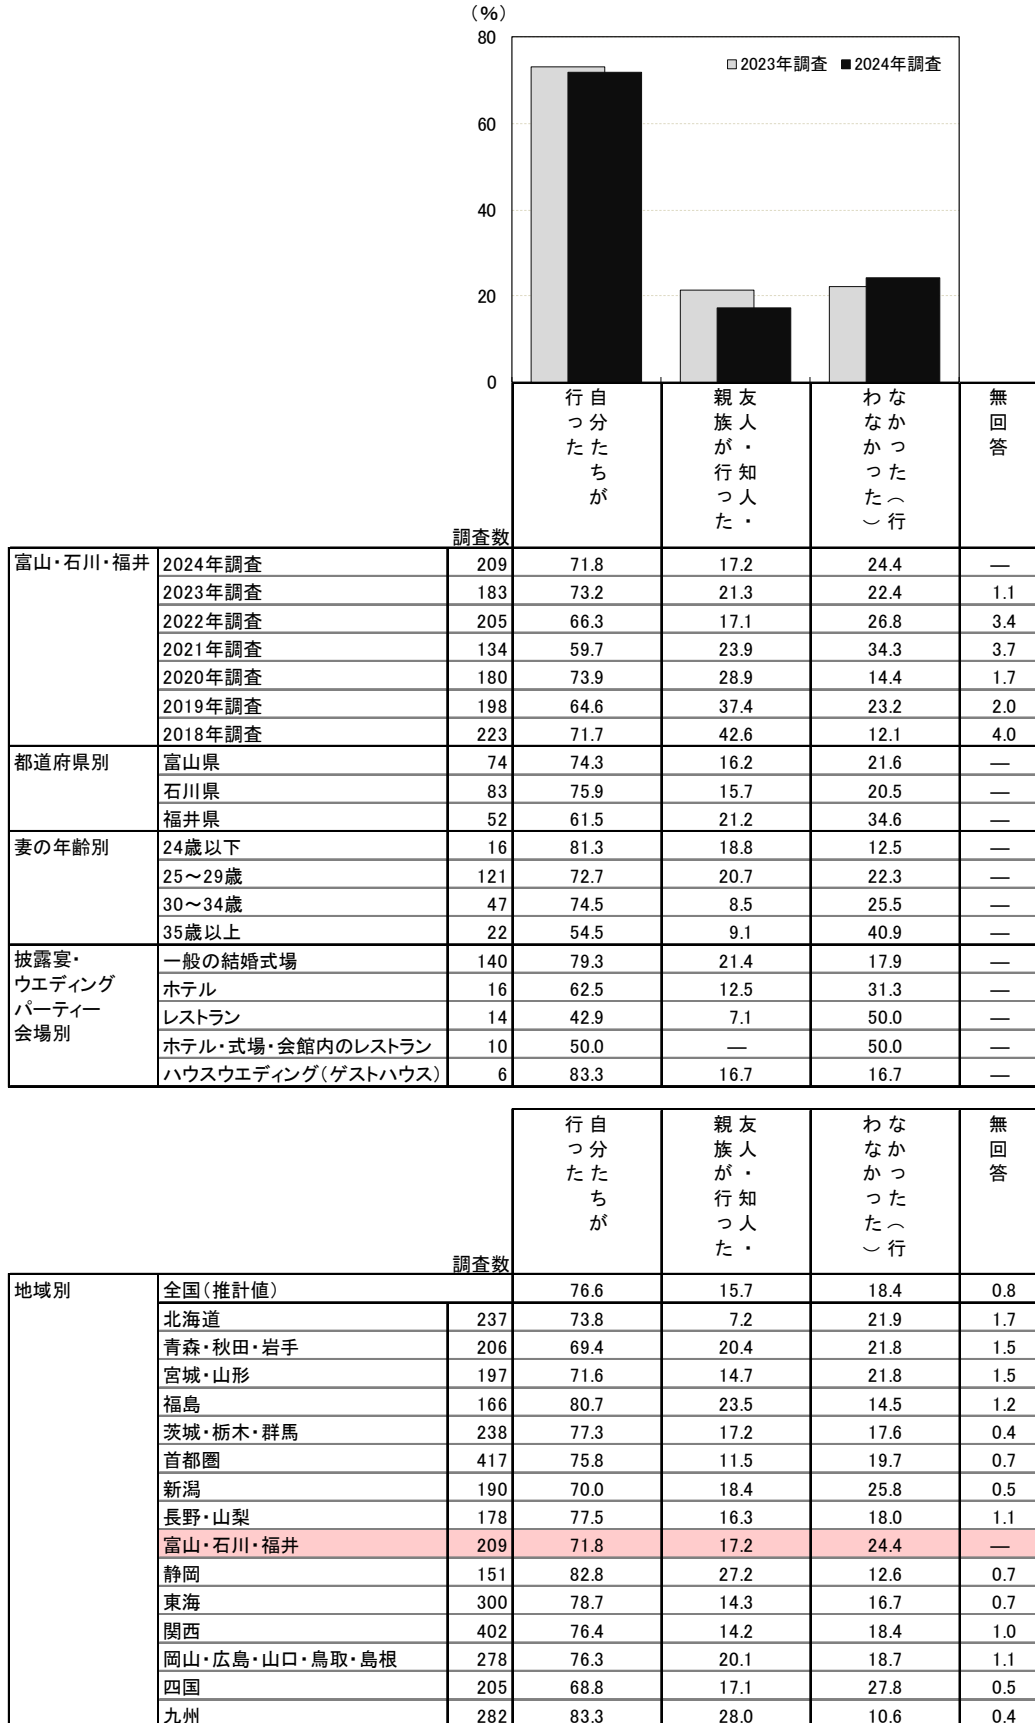 （%）
80
60
40
20
0
□2023年調査 ■2024年調査
調査数
自分たちが
行った
友人・知人・
親族が行った
なかった（行
わなかった）
無回答
富山・石川・福井 2024年調査 209 71.8 17.2 24.4 ―
2023年調査 183 73.2 21.3 22.4 1.1
2022年調査 205 66.3 17.1 26.8 3.4
2021年調査 134 59.7 23.9 34.3 3.7
2020年調査 180 73.9 28.9 14.4 1.7
2019年調査 198 64.6 37.4 23.2 2.0
2018年調査 223 71.7 42.6 12.1 4.0
都道府県別 富山県 74 74.3 16.2 21.6 ―
石川県 83 75.9 15.7 20.5 ―
福井県 52 61.5 21.2 34.6 ―
妻の年齢別 24歳以下 16 81.3 18.8 12.5 ―
25～29歳 121 72.7 20.7 22.3 ―
30～34歳 47 74.5 8.5 25.5 ―
35歳以上 22 54.5 9.1 40.9 ―
披露宴・
ウエディング
パーティー
会場別
一般の結婚式場 140 79.3 21.4 17.9 ―
ホテル 16 62.5 12.5 31.3 ―
レストラン 14 42.9 7.1 50.0 ―
ホテル・式場・会館内のレストラン 10 50.0 ― 50.0 ―
ハウスウエディング（ゲストハウス） 6 83.3 16.7 16.7 ―
調査数
自分たちが
行った
友人・知人・
親族が行った
なかった（行
わなかった）
無回答
地域別 全国（推計値） 76.6 15.7 18.4 0.8
北海道 237 73.8 7.2 21.9 1.7
青森・秋田・岩手 206 69.4 20.4 21.8 1.5
宮城・山形 197 71.6 14.7 21.8 1.5
福島 166 80.7 23.5 14.5 1.2
茨城・栃木・群馬 238 77.3 17.2 17.6 0.4
首都圏 417 75.8 11.5 19.7 0.7
新潟 190 70.0 18.4 25.8 0.5
長野・山梨 178 77.5 16.3 18.0 1.1
富山・石川・福井 209 71.8 17.2 24.4 ―
静岡 151 82.8 27.2 12.6 0.7
東海 300 78.7 14.3 16.7 0.7
関西 402 76.4 14.2 18.4 1.0
岡山・広島・山口・鳥取・島根 278 76.3 20.1 18.7 1.1
四国 205 68.8 17.1 27.8 0.5
九州 282 83.3 28.0 10.6 0.4